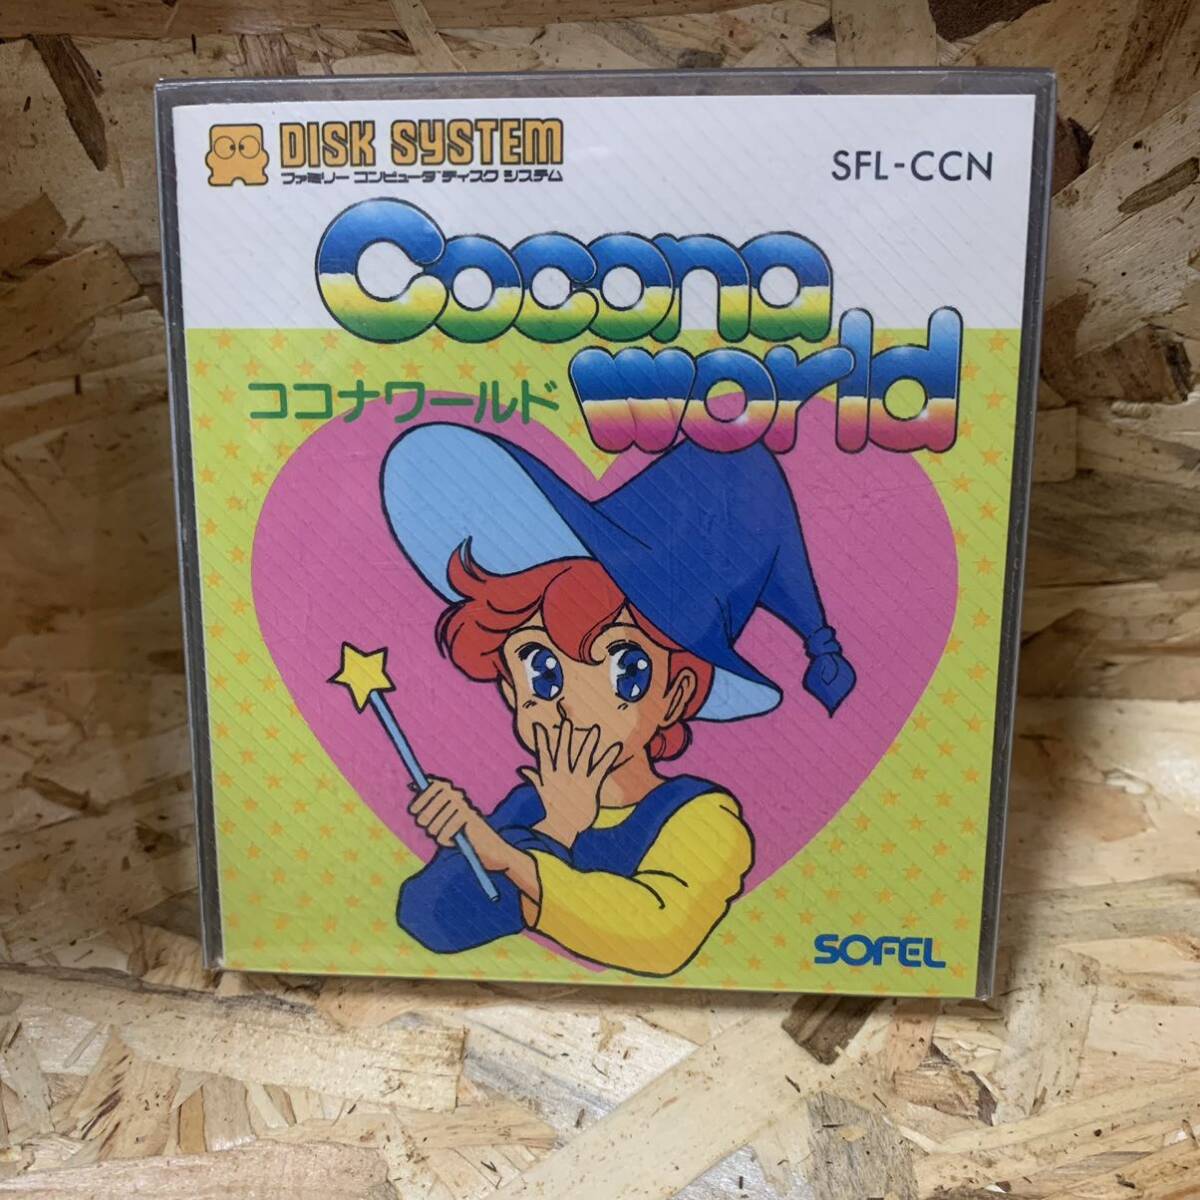 DISK SYSTEM
ファミリー コンピュータ ディスク システム
SFL-CCN
Cocona
world
ココナワールド
SOFEL